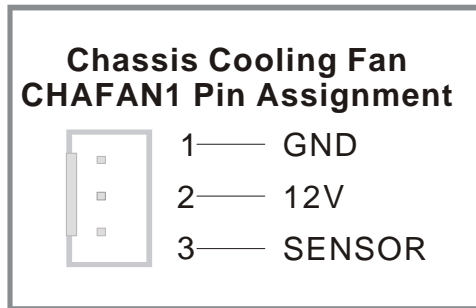 Chassis Cooling Fan
CHAFAN1 Pin Assignment
1 GND
2 12V
3 SENSOR